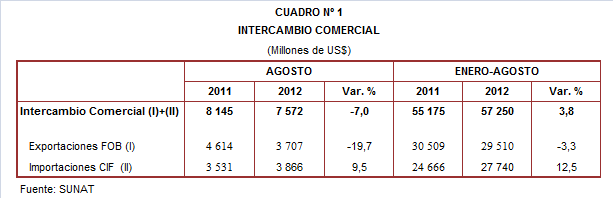 CUADRO Nº 1
INTERCAMBIO COMERCIAL
(Millones de US$)
AGOSTO ENERO-AGOSTO
2011 2012 Var. % 2011 2012 Var. %
Intercambio Comercial (I)+(II) 8 145 7 572 -7,0 55 175 57 250 3,8
Exportaciones FOB (I) 4 614 3 707 -19,7 30 509 29 510 -3,3
Importaciones CIF (II) 3 531 3 866 9,5 24 666 27 740 12,5
Fuente: SUNAT